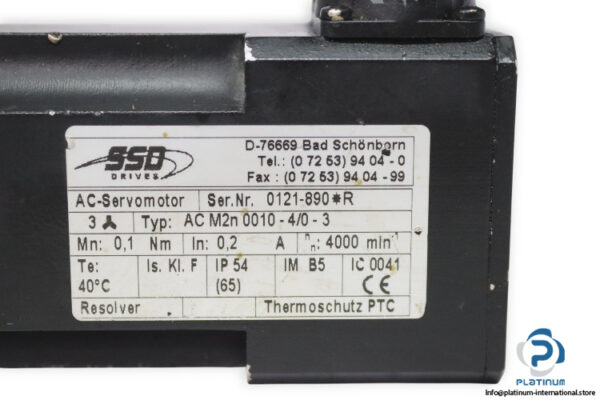 SSD
DRIVES
D-76669 Bad Schönborn
Tel.: (0 72 53) 94 04 - 0
Fax : (0 72 53) 94 04 - 99
AC-Servomotor Ser.Nr. 0121-890✱R
3 Typ: AC M2n 0010 - 4/0 - 3
Mn: 0,1 Nm In: 0,2 A nn: 4000 min-1
Te: Is. Kl. F IP 54 IM B5 IC 0041
40°C (65) CE
Resolver Thermoschutz PTC
PLATINUM
info@platinum-international.store